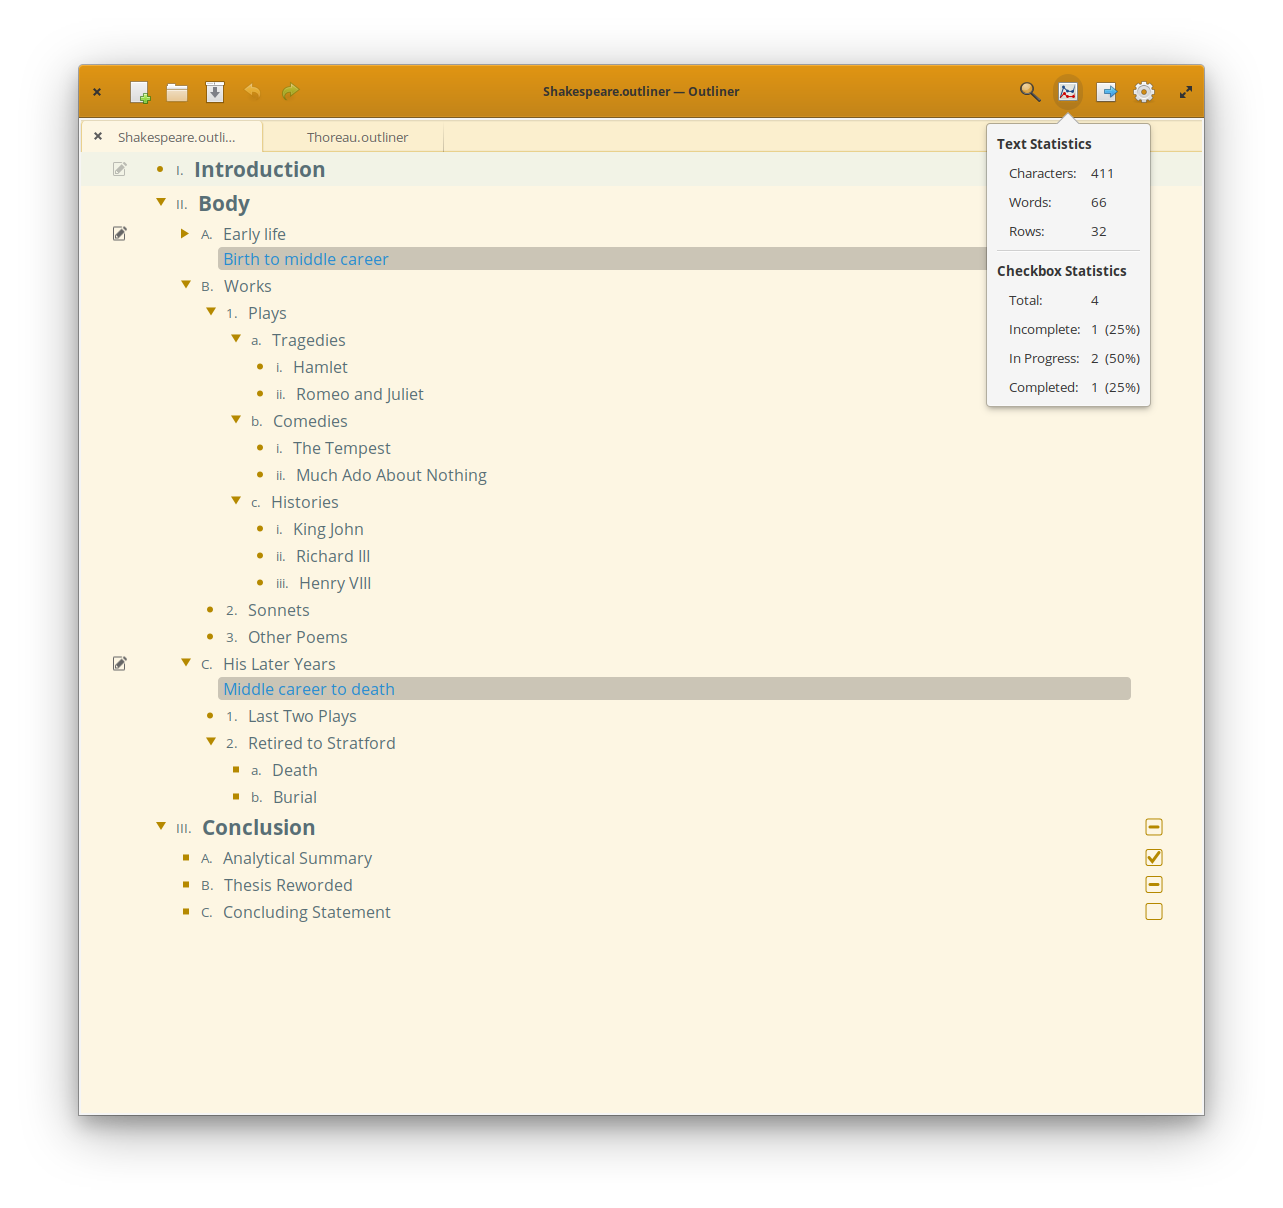 Shakespeare.outliner — Outliner
Shakespeare.outli...
Thoreau.outliner
I. Introduction
II. Body
A. Early life
Birth to middle career
B. Works
1. Plays
a. Tragedies
i. Hamlet
ii. Romeo and Juliet
b. Comedies
i. The Tempest
ii. Much Ado About Nothing
c. Histories
i. King John
ii. Richard III
iii. Henry VIII
2. Sonnets
3. Other Poems
C. His Later Years
Middle career to death
1. Last Two Plays
2. Retired to Stratford
a. Death
b. Burial
III. Conclusion
A. Analytical Summary
B. Thesis Reworded
C. Concluding Statement
Text Statistics
Characters: 411
Words: 66
Rows: 32
Checkbox Statistics
Total: 4
Incomplete: 1 (25%)
In Progress: 2 (50%)
Completed: 1 (25%)